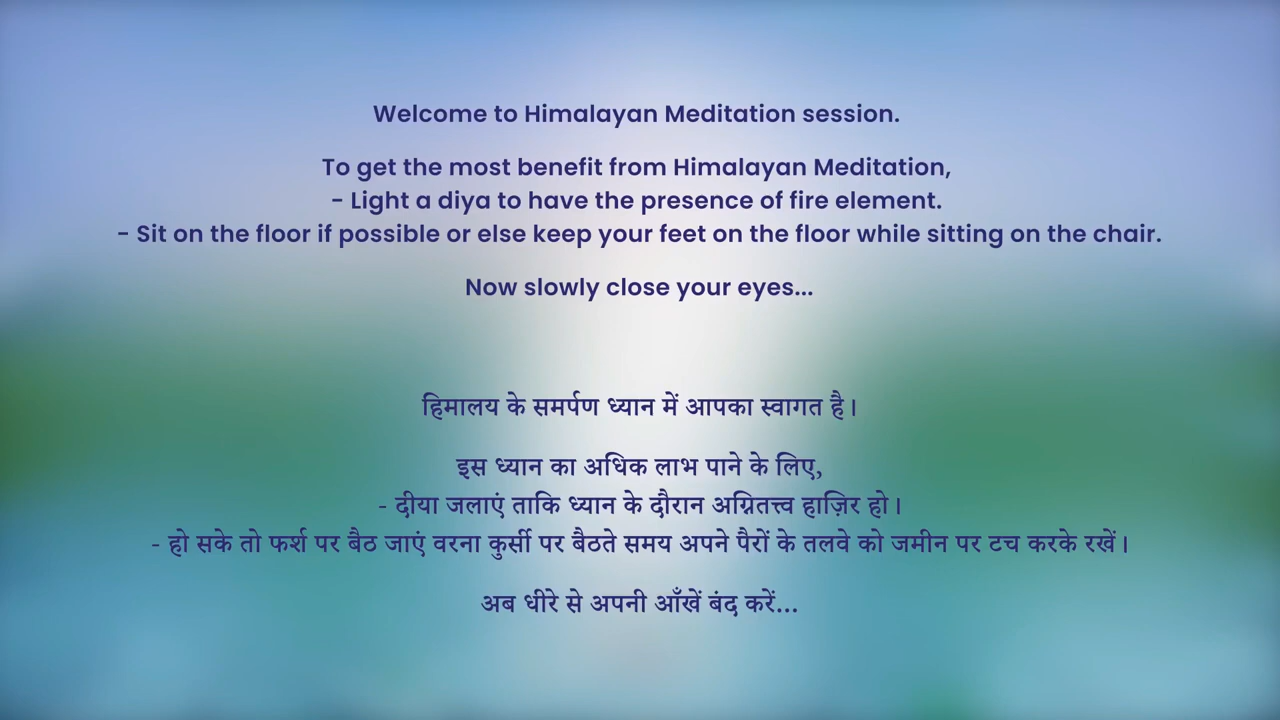 Welcome to Himalayan Meditation session.
To get the most benefit from Himalayan Meditation,
- Light a diya to have the presence of fire element.
- Sit on the floor if possible or else keep your feet on the floor while sitting on the chair.
Now slowly close your eyes...
हिमालय के समर्पण ध्यान में आपका स्वागत है।
इस ध्यान का अधिक लाभ पाने के लिए,
- दीया जलाएं ताकि ध्यान के दौरान अग्नितत्त्व हाज़िर हो।
- हो सके तो फर्श पर बैठ जाएं वरना कुर्सी पर बैठते समय अपने पैरों के तलवे को जमीन पर टच करके रखें।
अब धीरे से अपनी आँखें बंद करें...